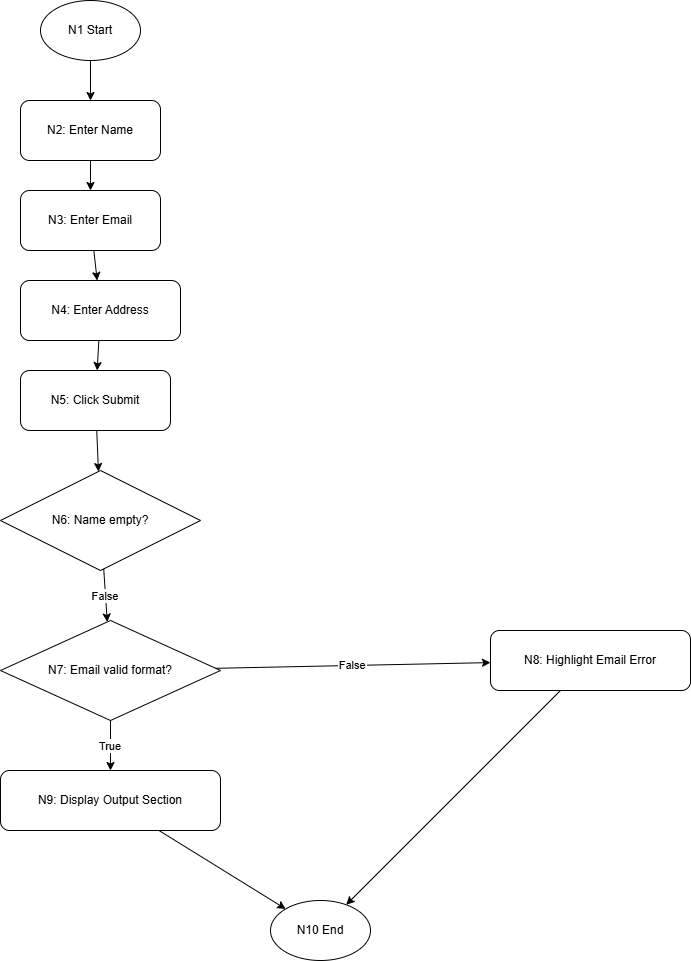 N1 Start
N2: Enter Name
N3: Enter Email
N4: Enter Address
N5: Click Submit
N6: Name empty?
False
N7: Email valid format?
False
N8: Highlight Email Error
True
N9: Display Output Section
N10 End